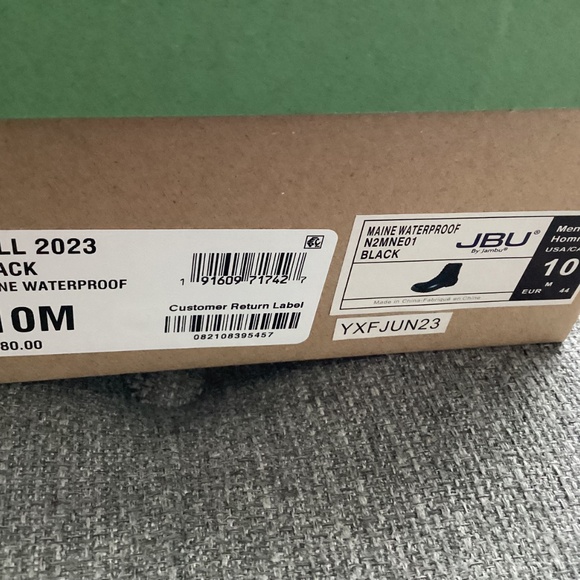 LL 2023
ACK
NE WATERPROOF
10M
80.00
1 91609 71742 7
Customer Return Label
082108395457
MAINE WATERPROOF
N2MNE01
BLACK
JBU®
By Jambu®
Made in China-Fabriqué en Chine
YXFJUN23
Men
Hom
USA/CA
10
M
EUR 44